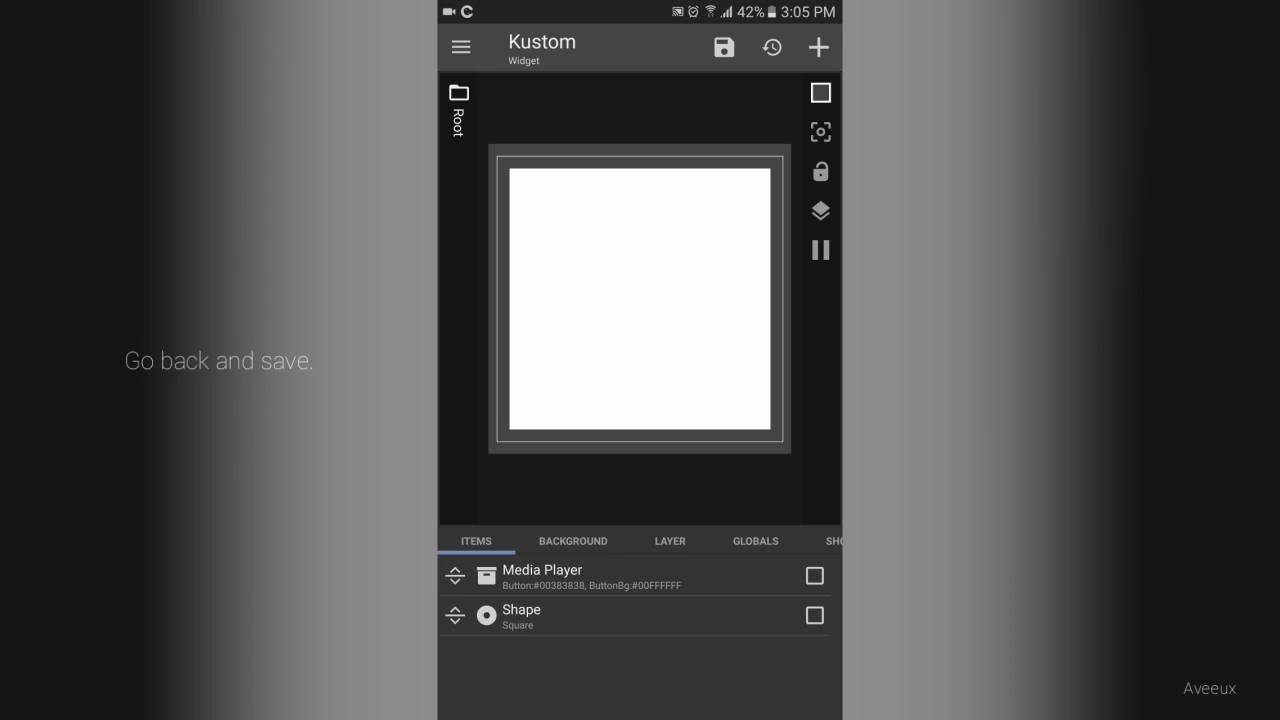 42% 3:05 PM
Kustom
Widget
Root
Go back and save.
ITEMS BACKGROUND LAYER GLOBALS SHO
Media Player
Button:#00383838, ButtonBg:#00FFFFFF
Shape
Square
Aveeux